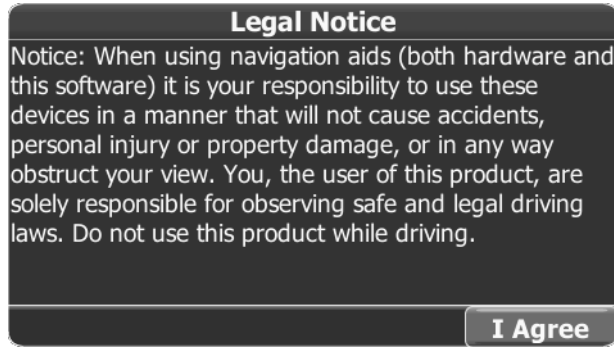 Legal Notice
Notice: When using navigation aids (both hardware and
this software) it is your responsibility to use these
devices in a manner that will not cause accidents,
personal injury or property damage, or in any way
obstruct your view. You, the user of this product, are
solely responsible for observing safe and legal driving
laws. Do not use this product while driving.
I Agree